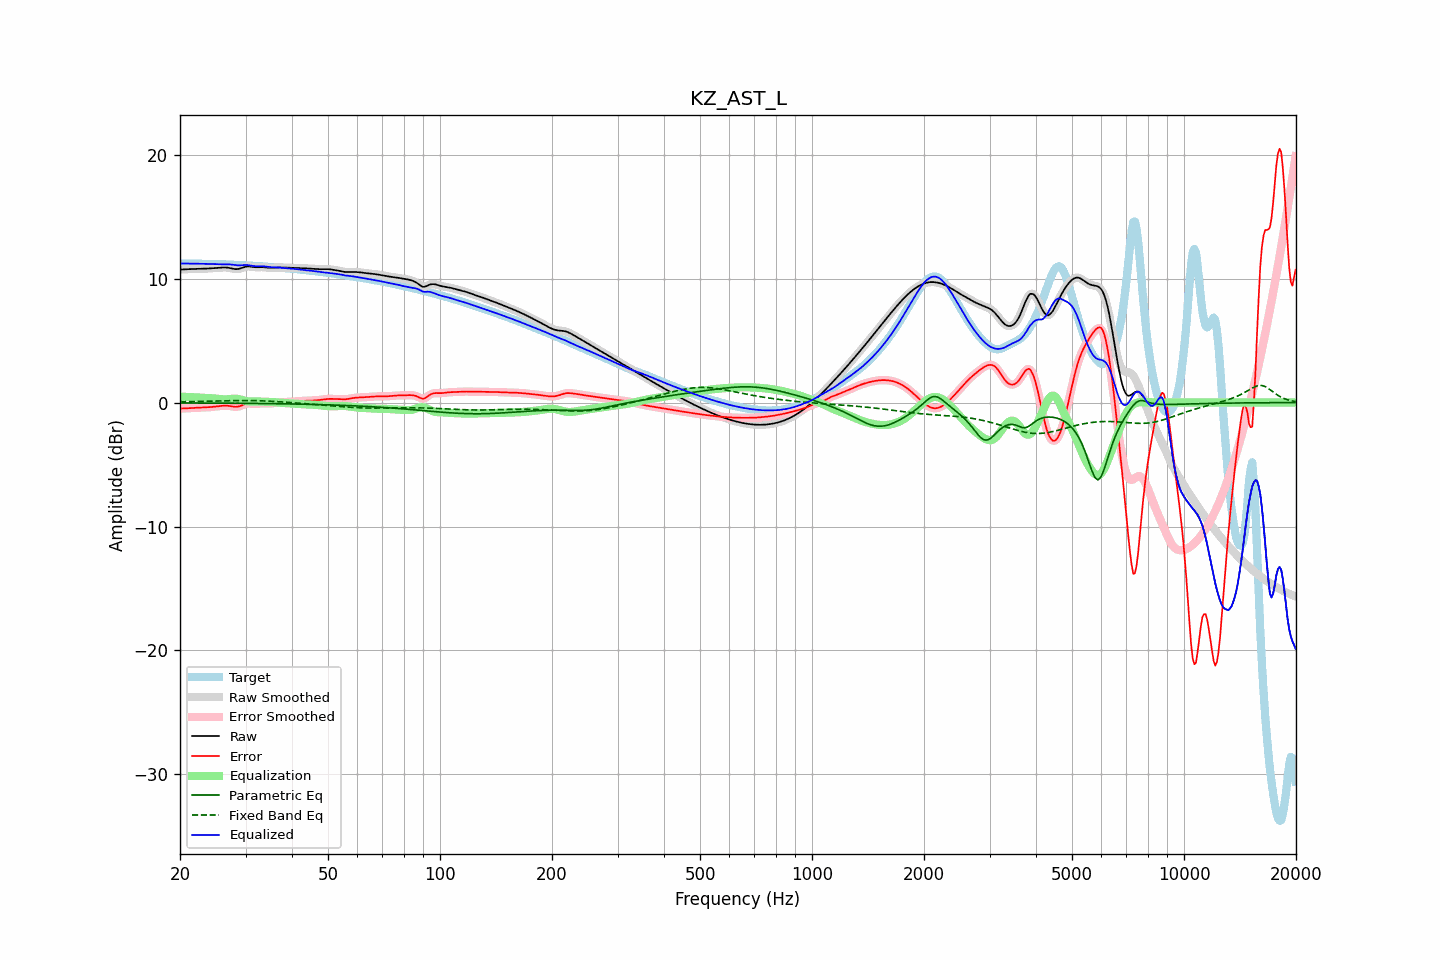 KZ_AST_L
20
10
0
−10
−20
−30
Amplitude (dBr)
Target
Raw Smoothed
Error Smoothed
Raw
Error
Equalization
Parametric Eq
Fixed Band Eq
Equalized
20 50 100 200 500 1000 2000 5000 10000 20000
Frequency (Hz)